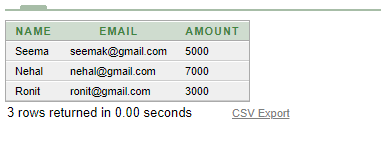 NAME EMAIL AMOUNT
Seema seemak@gmail.com 5000
Nehal nehal@gmail.com 7000
Ronit ronit@gmail.com 3000
3 rows returned in 0.00 seconds CSV Export